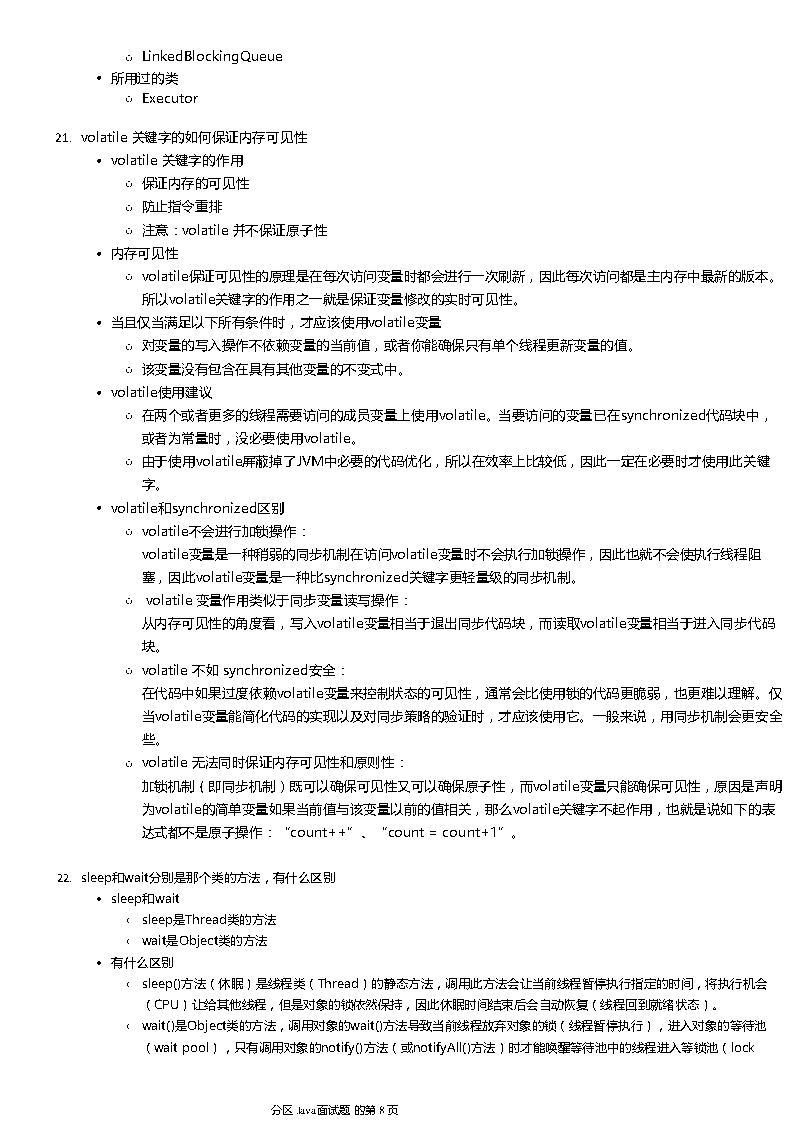 ○ LinkedBlockingQueue
• 所用过的类
○ Executor
21. volatile 关键字的如何保证内存可见性
• volatile 关键字的作用
○ 保证内存的可见性
○ 防止指令重排
○ 注意：volatile 并不保证原子性
• 内存可见性
○ volatile保证可见性的原理是在每次访问变量时都会进行一次刷新，因此每次访问都是主内存中最新的版本。
所以volatile关键字的作用之一就是保证变量修改的实时可见性。
• 当且仅当满足以下所有条件时，才应该使用volatile变量
○ 对变量的写入操作不依赖变量的当前值，或者你能确保只有单个线程更新变量的值。
○ 该变量没有包含在具有其他变量的不变式中。
• volatile使用建议
○ 在两个或者更多的线程需要访问的成员变量上使用volatile。当要访问的变量已在synchronized代码块中，
或者为常量时，没必要使用volatile。
○ 由于使用volatile屏蔽掉了JVM中必要的代码优化，所以在效率上比较低，因此一定在必要时才使用此关键
字。
• volatile和synchronized区别
○ volatile不会进行加锁操作：
volatile变量是一种稍弱的同步机制在访问volatile变量时不会执行加锁操作，因此也就不会使执行线程阻
塞，因此volatile变量是一种比synchronized关键字更轻量级的同步机制。
○ volatile 变量作用类似于同步变量读写操作：
从内存可见性的角度看，写入volatile变量相当于退出同步代码块，而读取volatile变量相当于进入同步代码
块。
○ volatile 不如 synchronized安全：
在代码中如果过度依赖volatile变量来控制状态的可见性，通常会比使用锁的代码更脆弱，也更难以理解。仅
当volatile变量能简化代码的实现以及对同步策略的验证时，才应该使用它。一般来说，用同步机制会更安全
些。
○ volatile 无法同时保证内存可见性和原则性：
加锁机制（即同步机制）既可以确保可见性又可以确保原子性，而volatile变量只能确保可见性，原因是声明
为volatile的简单变量如果当前值与该变量以前的值相关，那么volatile关键字不起作用，也就是说如下的表
达式都不是原子操作：“count++”、“count = count+1”。
22. sleep和wait分别是那个类的方法，有什么区别
• sleep和wait
○ sleep是Thread类的方法
○ wait是Object类的方法
• 有什么区别
○ sleep()方法（休眠）是线程类（Thread）的静态方法，调用此方法会让当前线程暂停执行指定的时间，将执行机会
（CPU）让给其他线程，但是对象的锁依然保持，因此休眠时间结束后会自动恢复（线程回到就绪状态）。
○ wait()是Object类的方法，调用对象的wait()方法导致当前线程放弃对象的锁（线程暂停执行），进入对象的等待池
（wait pool），只有调用对象的notify()方法（或notifyAll()方法）时才能唤醒等待池中的线程进入等锁池（lock
分区 Java面试题 的第 8 页